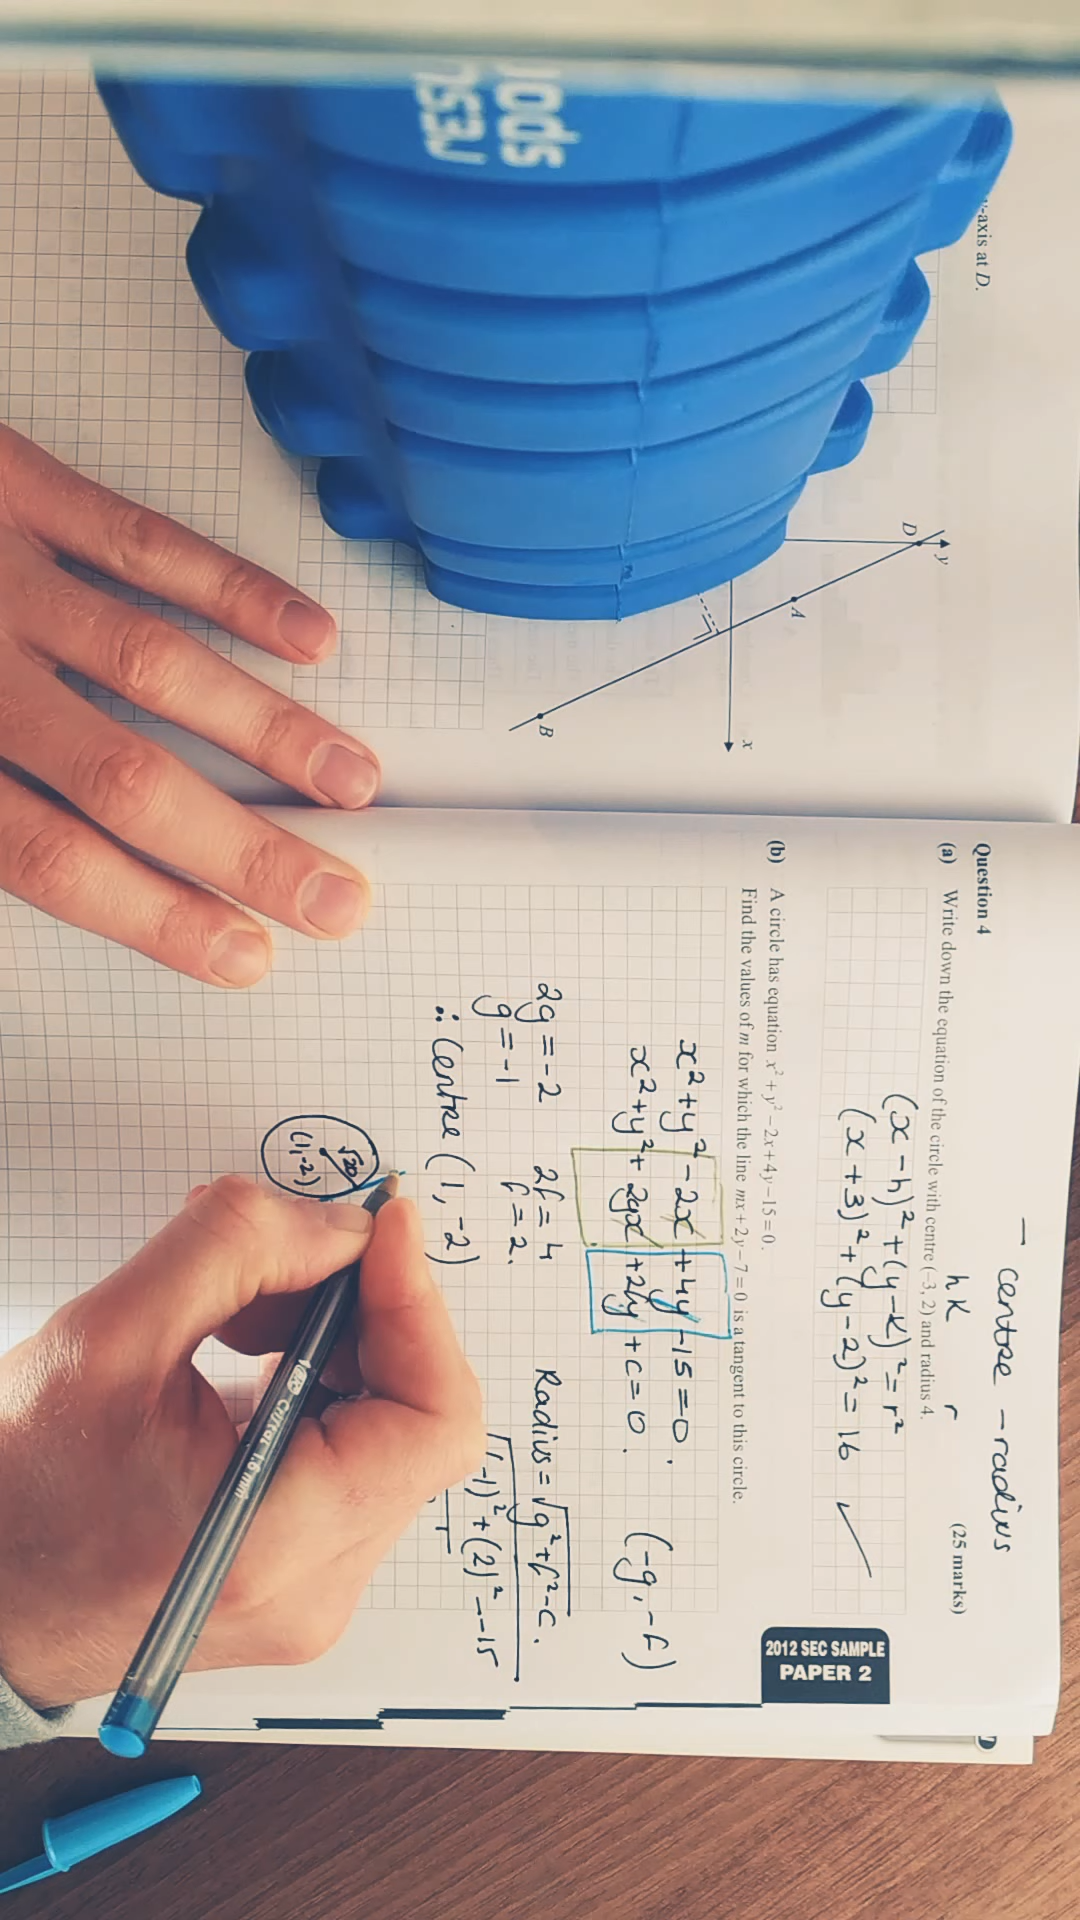 -axis at D.
y
D
A
x
B
- centre - radius
Question 4
(25 marks)
h k r
(a) Write down the equation of the circle with centre (−3, 2) and radius 4.
(x - h)² + (y - k)² = r²
(x + 3)² + (y - 2)² = 16 ✓
2012 SEC SAMPLE
PAPER 2
(b) A circle has equation x² + y² − 2x + 4y − 15 = 0.
Find the values of m for which the line mx + 2y − 7 = 0 is a tangent to this circle.
x² + y² - 2x + 4y - 15 = 0.
x² + y² + 2gx + 2fy + c = 0. (-g, -f)
2g = -2 2f = 4 Radius = √g² + f² - c.
g = -1 f = 2. √(-1)² + (2)² - -15
∴ Centre (1, -2)
√20
(1, -2)
1.6 mm